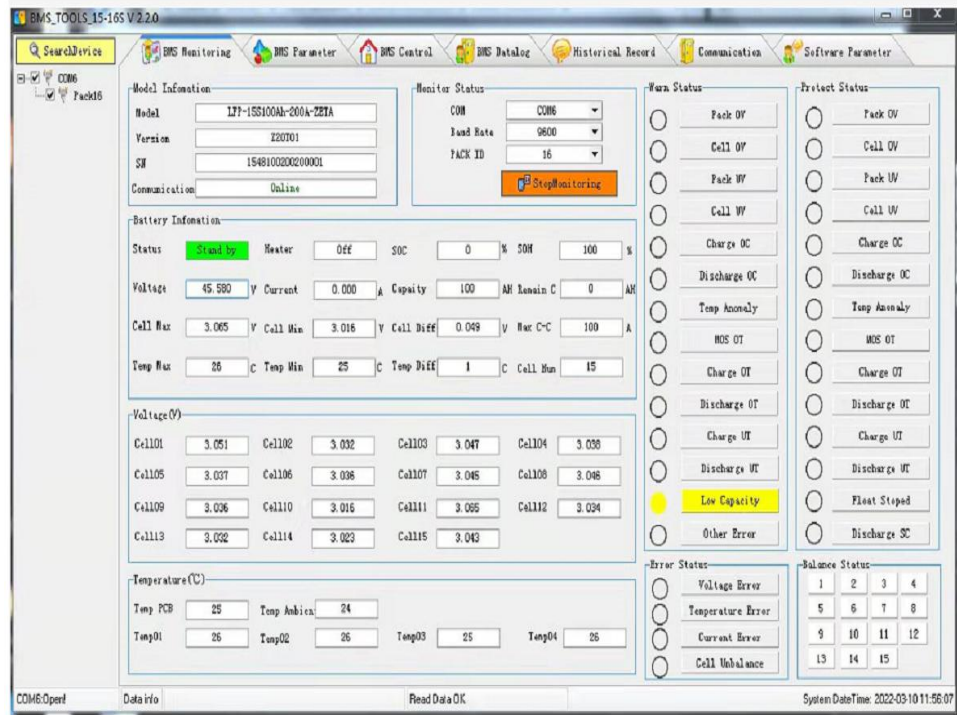 BMS_TOOLS_15-16S V 2.2.0
SearchDevice BMS Monitoring BMS Parameter BMS Control BMS Datalog Historical Record Communication Software Parameter
COM6
Pack16
Model Infomation
Model LFP-15S100Ah-200A-ZETA
Version Z20T01
SN 1548100200200001
Communication Online
Monitor Status
COM COM6
Baud Rate 9600
PACK ID 16
StopMonitoring
Battery Infomation
Status Stand by Heater Off SOC 0 % SOH 100 %
Voltage 45.580 V Current 0.000 A Capaity 100 AH Remain C 0 AH
Cell Max 3.065 V Cell Min 3.016 V Cell Diff 0.049 V Max C-C 100 A
Temp Max 26 C Temp Min 25 C Temp Diff 1 C Cell Num 15
Voltage(V)
Cell01 3.051 Cell02 3.032 Cell03 3.047 Cell04 3.038
Cell05 3.037 Cell06 3.036 Cell07 3.045 Cell08 3.046
Cell09 3.036 Cell10 3.016 Cell11 3.065 Cell12 3.034
Cell13 3.032 Cell14 3.023 Cell15 3.043
Temperature(℃)
Temp PCB 25 Temp Ambien 24
Temp01 26 Temp02 26 Temp03 25 Temp04 26
Warn Status
Pack OV
Cell OV
Pack UV
Cell UV
Charge OC
Discharge OC
Temp Anomaly
MOS OT
Charge OT
Discharge OT
Charge UT
Discharge UT
Low Capacity
Other Error
Protect Status
Pack OV
Cell OV
Pack UV
Cell UV
Charge OC
Discharge OC
Temp Anomaly
MOS OT
Charge OT
Discharge OT
Charge UT
Discharge UT
Float Stoped
Discharge SC
Error Status
Voltage Error
Temperature Error
Current Error
Cell Unbalance
Balance Status
1 2 3 4
5 6 7 8
9 10 11 12
13 14 15
COM6:Open! Data info Read Data OK System DateTime: 2022-03-10 11:56:07